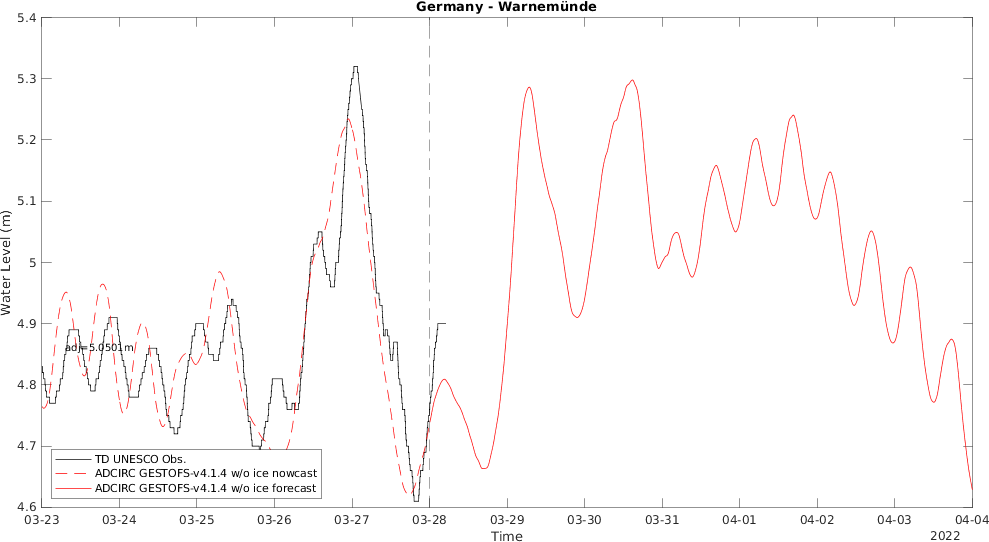 Germany - Warnemünde
5.4
5.3
5.2
5.1
5
4.9
4.8
4.7
4.6
Water Level (m)
adj=5.0501m
TD UNESCO Obs.
ADCIRC GESTOFS-v4.1.4 w/o ice nowcast
ADCIRC GESTOFS-v4.1.4 w/o ice forecast
03-23 03-24 03-25 03-26 03-27 03-28 03-29 03-30 03-31 04-01 04-02 04-03 04-04
Time
2022